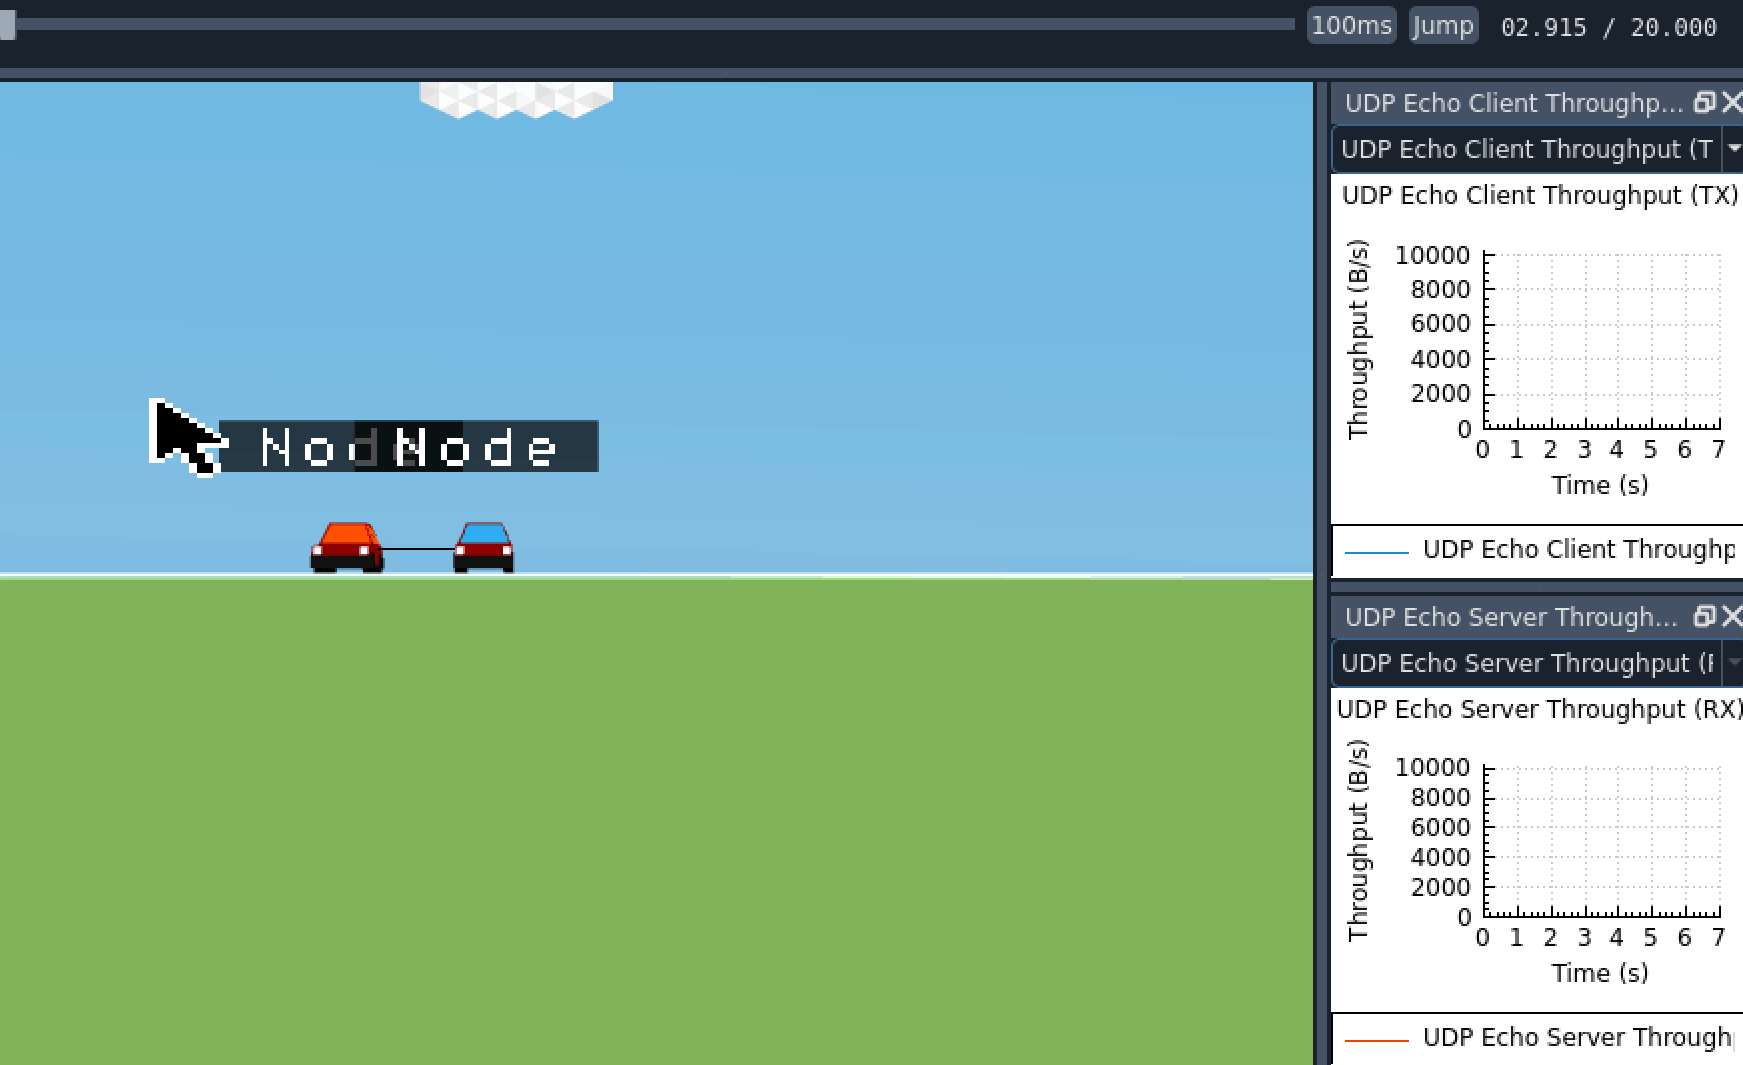 100ms Jump 02.915 / 20.000
UDP Echo Client Throughp...
UDP Echo Client Throughput (T
UDP Echo Client Throughput (TX)
Throughput (B/s)
10000
8000
6000
4000
2000
0
0 1 2 3 4 5 6 7
Time (s)
UDP Echo Client Throughp
Node Node
UDP Echo Server Through...
UDP Echo Server Throughput (F
UDP Echo Server Throughput (RX)
Throughput (B/s)
10000
8000
6000
4000
2000
0
0 1 2 3 4 5 6 7
Time (s)
UDP Echo Server Through